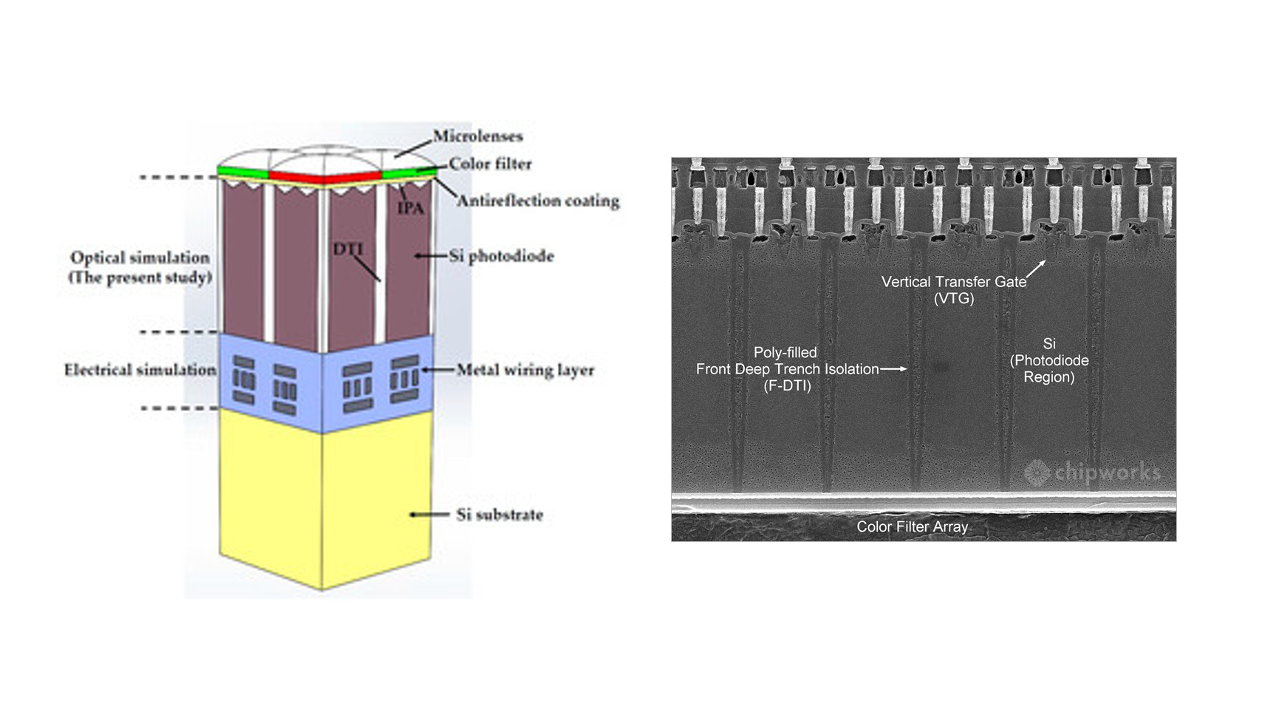 Microlenses
Color filter
Antireflection coating
IPA
DTI
Si photodiode
Optical simulation
(The present study)
Electrical simulation
Metal wiring layer
Si substrate
Vertical Transfer Gate
(VTG)
Poly-filled
Front Deep Trench Isolation
(F-DTI)
Si
(Photodiode
Region)
chipworks
Color Filter Array